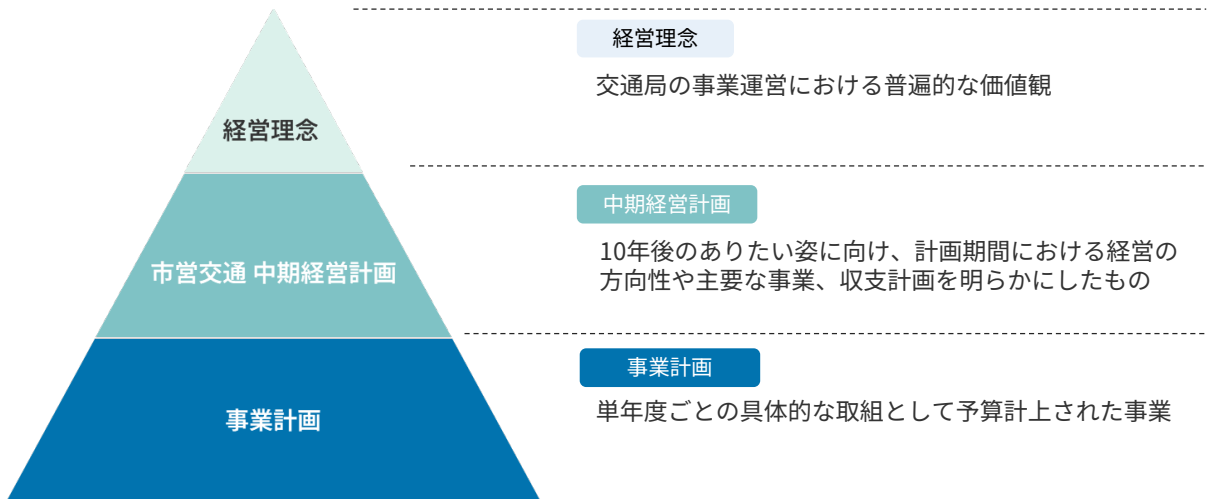 経営理念
市営交通 中期経営計画
事業計画
経営理念
交通局の事業運営における普遍的な価値観
中期経営計画
10年後のありたい姿に向け、計画期間における経営の
方向性や主要な事業、収支計画を明らかにしたもの
事業計画
単年度ごとの具体的な取組として予算計上された事業